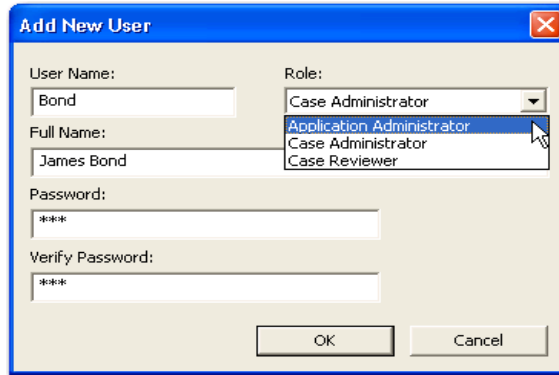 Add New User
User Name: Role:
Bond Case Administrator
Full Name: Application Administrator
Case Administrator
James Bond Case Reviewer
Password:
***
Verify Password:
***
OK Cancel